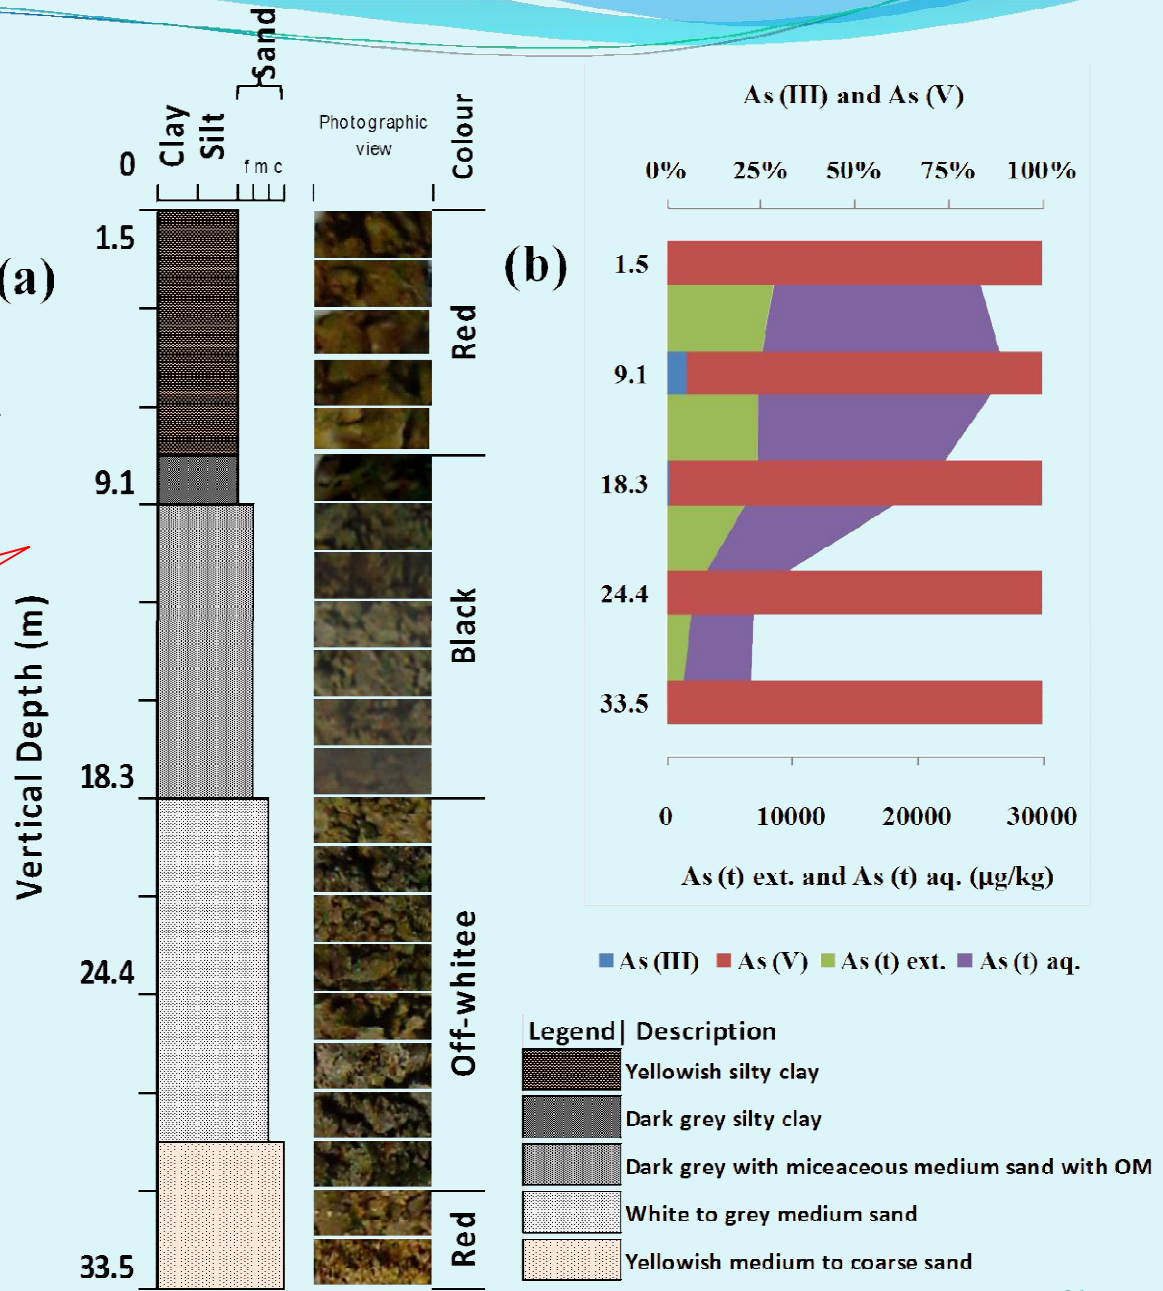 Sand
Clay
Silt
f m c
Photographic
view
Colour
0
1.5
9.1
18.3
24.4
33.5
Vertical Depth (m)
(a)
Red
Black
Off-whitee
Red
(b)
As (III) and As (V)
0% 25% 50% 75% 100%
1.5
9.1
18.3
24.4
33.5
0 10000 20000 30000
As (t) ext. and As (t) aq. (µg/kg)
As (III) As (V) As (t) ext. As (t) aq.
Legend| Description
Yellowish silty clay
Dark grey silty clay
Dark grey with miceaceous medium sand with OM
White to grey medium sand
Yellowish medium to coarse sand